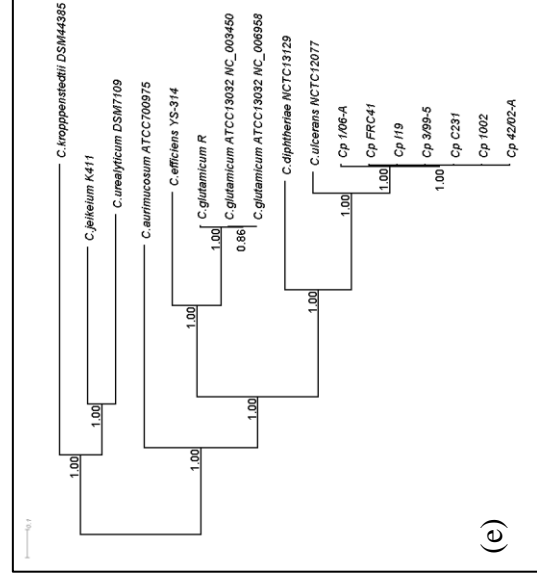 0.1
C.kropppenstedtii DSM44385
C.jeikeium K411
C.urealyticum DSM7109
C.aurimucosum ATCC700975
C.efficiens YS-314
C.glutamicum R
C.glutamicum ATCC13032 NC_003450
C.glutamicum ATCC13032 NC_006958
C.diphtheriae NCTC13129
C.ulcerans NCTC12077
Cp 1/06-A
Cp FRC41
Cp I19
Cp 3/99-5
Cp C231
Cp 1002
Cp 42/02-A
1.00
1.00
1.00
1.00
1.00
1.00
0.86
1.00
1.00
1.00
1.00
1.00
(e)